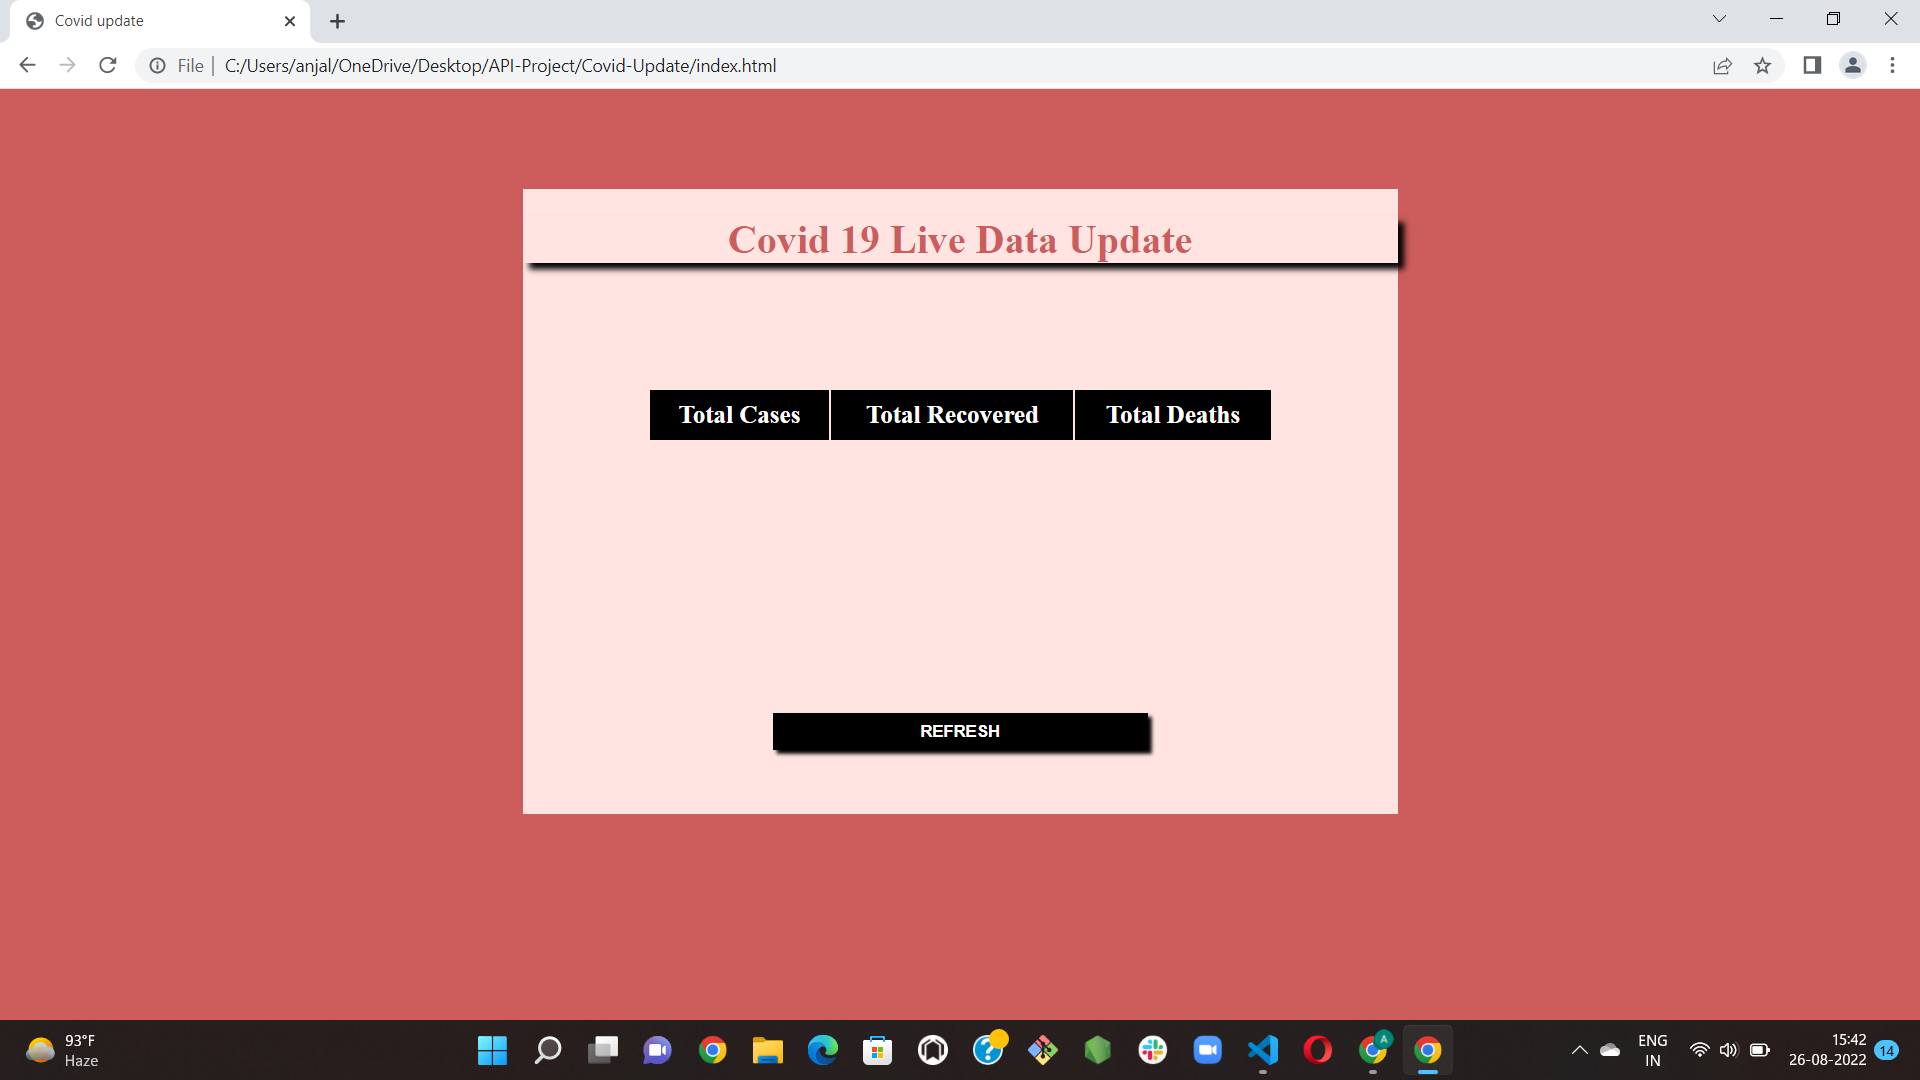 Covid update
File | C:/Users/anjal/OneDrive/Desktop/API-Project/Covid-Update/index.html
Covid 19 Live Data Update
Total Cases Total Recovered Total Deaths
REFRESH
93°F
Haze
A
ENG
IN
15:42
26-08-2022
14